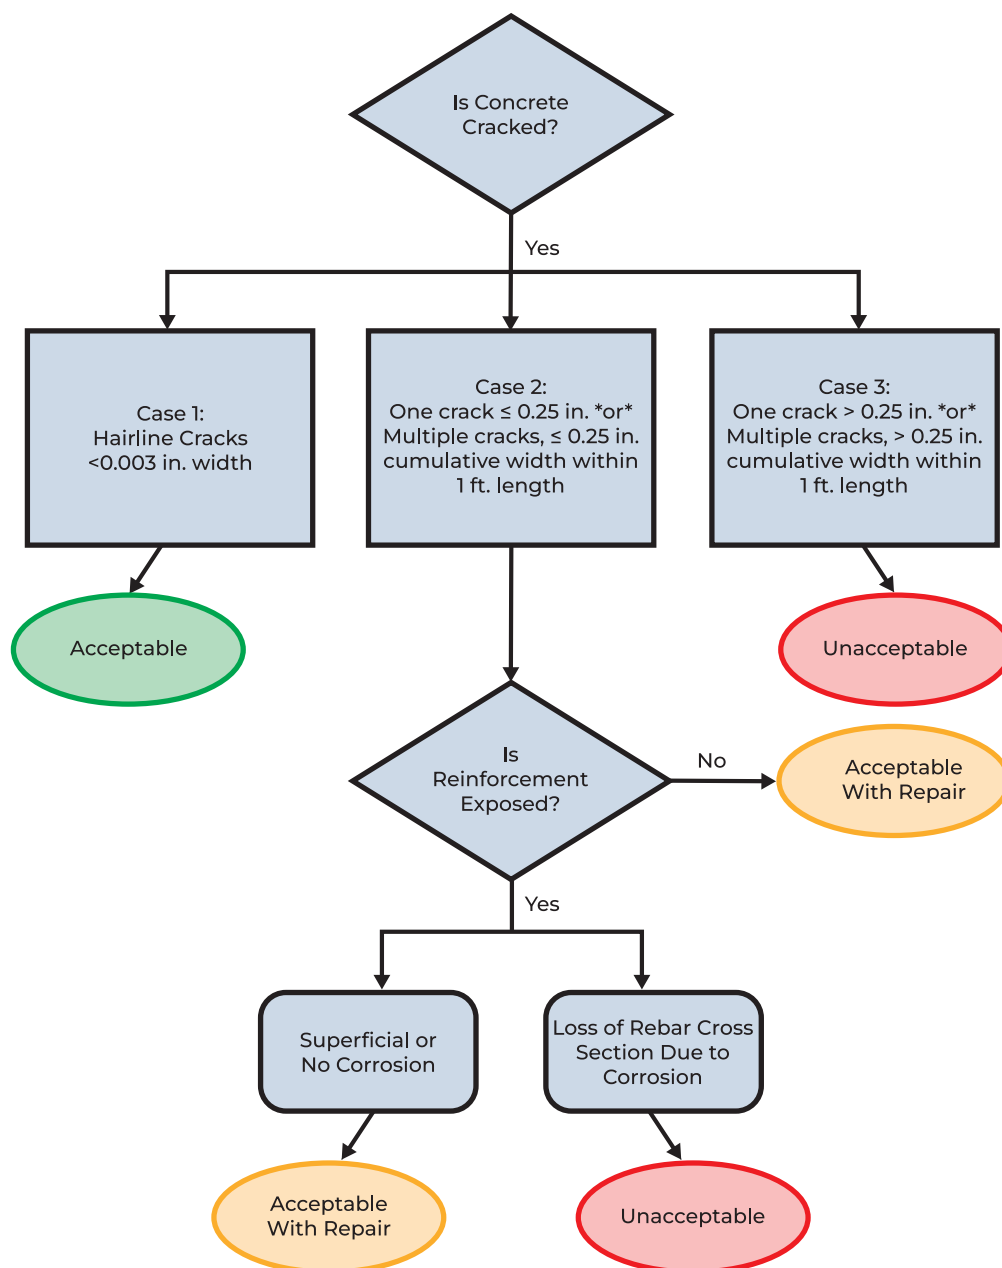 Is Concrete
Cracked?
Yes
Case 1:
Hairline Cracks
<0.003 in. width
Case 2:
One crack ≤ 0.25 in. *or*
Multiple cracks, ≤ 0.25 in.
cumulative width within
1 ft. length
Case 3:
One crack > 0.25 in. *or*
Multiple cracks, > 0.25 in.
cumulative width within
1 ft. length
Acceptable
Unacceptable
Is
Reinforcement
Exposed?
No
Acceptable
With Repair
Yes
Superficial or
No Corrosion
Loss of Rebar Cross
Section Due to
Corrosion
Acceptable
With Repair
Unacceptable